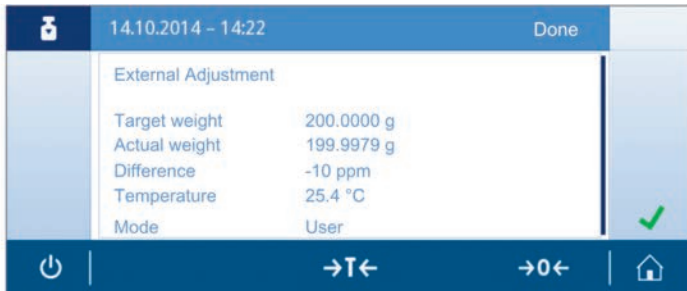 14.10.2014 – 14:22 Done
External Adjustment
Target weight 200.0000 g
Actual weight 199.9979 g
Difference -10 ppm
Temperature 25.4 °C
Mode User
→T← →0←